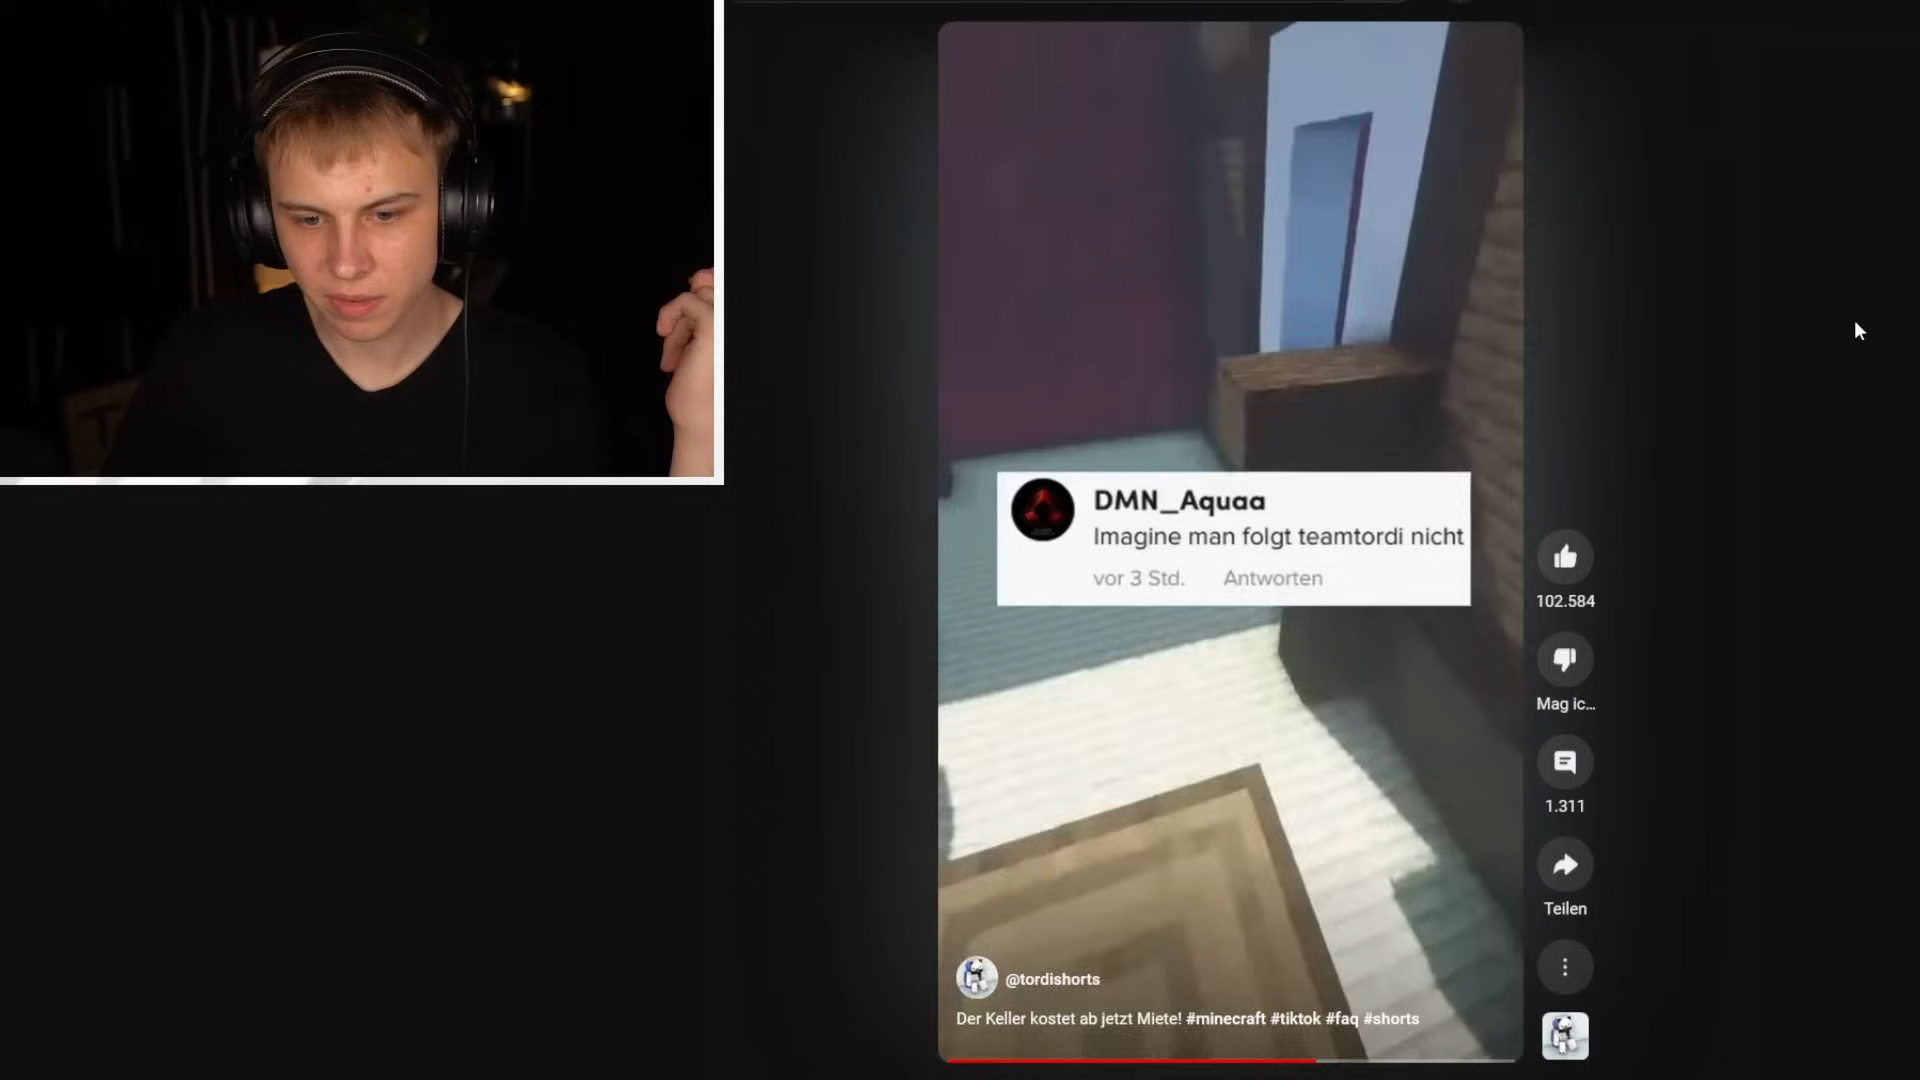 DMN_Aquaa
Imagine man folgt teamtordi nicht
vor 3 Std. Antworten
102.584
Mag ic...
1.311
Teilen
@tordishorts
Der Keller kostet ab jetzt Miete! #minecraft #tiktok #faq #shorts